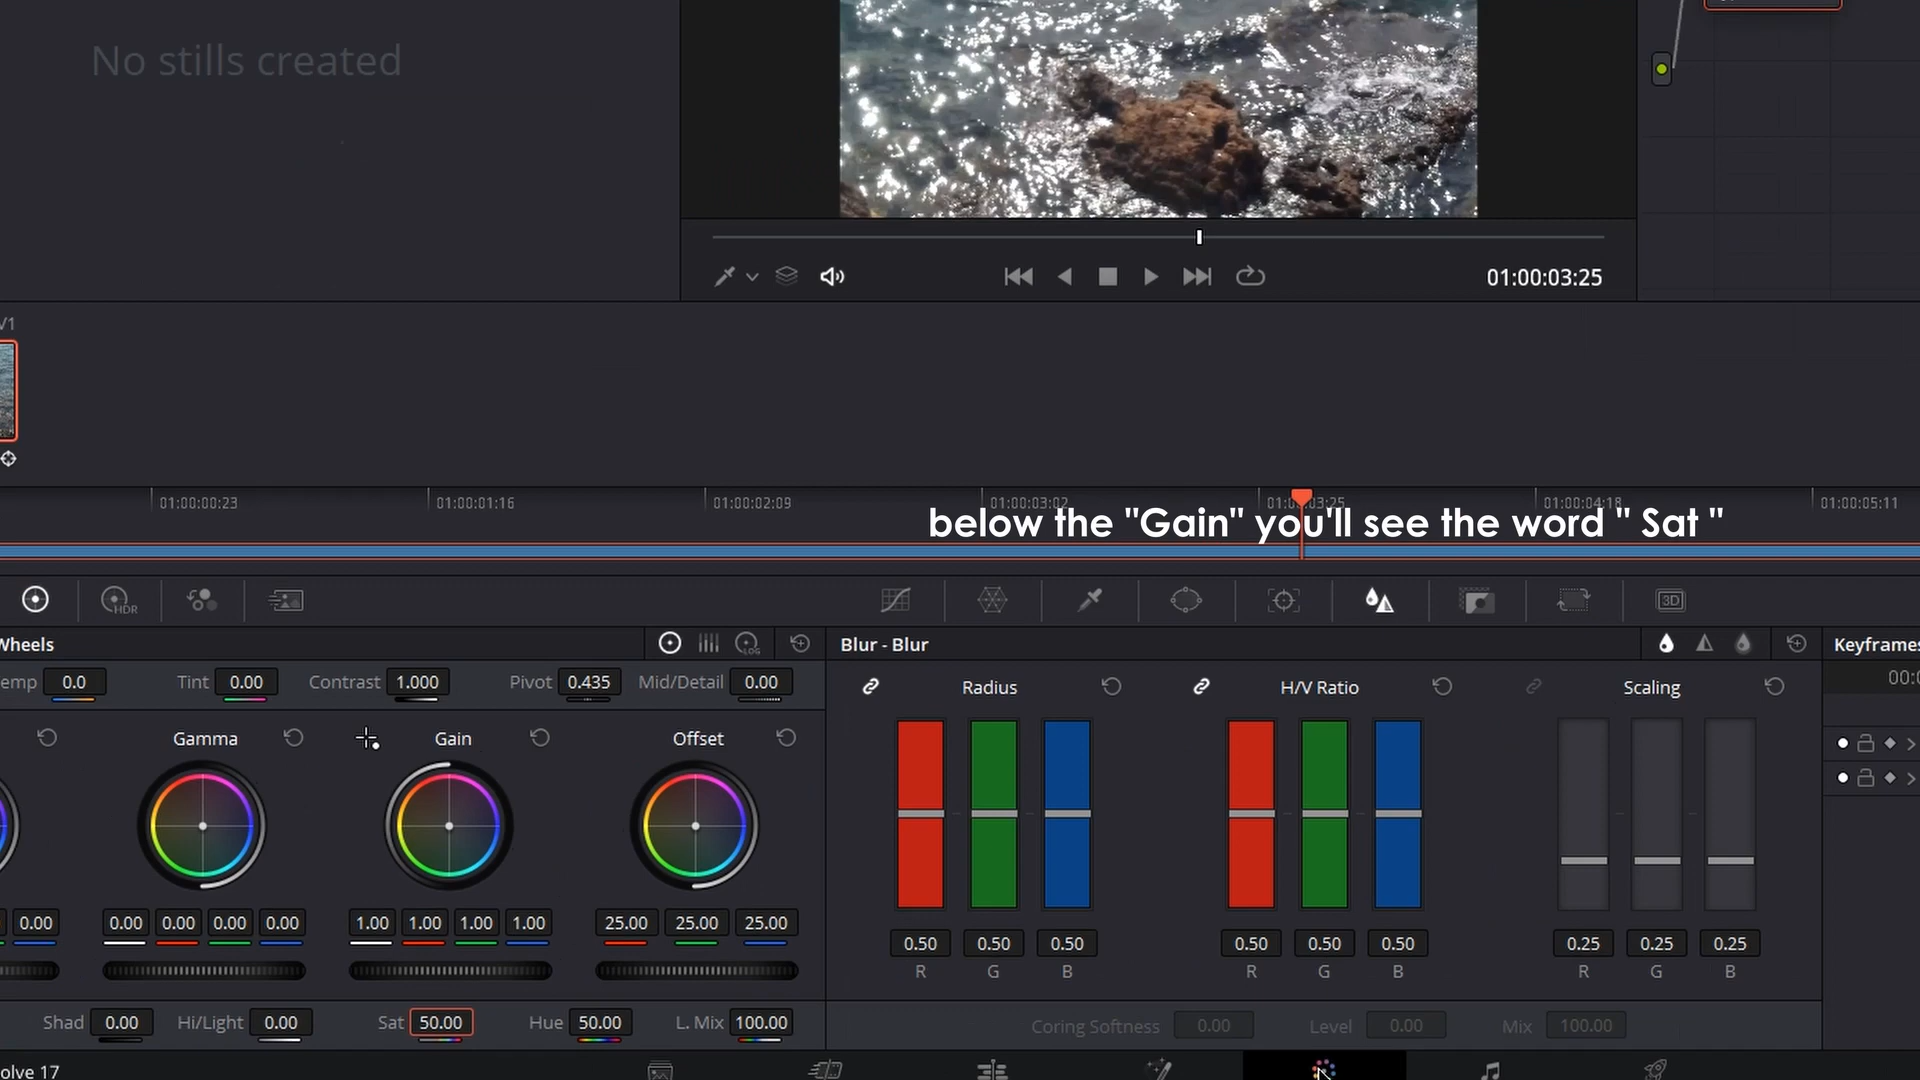 No stills created
01:00:03:25
V1
01:00:00:23 01:00:01:16 01:00:02:09 01:00:03:02 01:00:03:25 01:00:04:18 01:00:05:11
below the "Gain" you'll see the word " Sat "
HDR 3D
Wheels LOG Blur - Blur Keyframes
emp 0.0 Tint 0.00 Contrast 1.000 Pivot 0.435 Mid/Detail 0.00
Radius H/V Ratio Scaling
Gamma Gain Offset
0.00 0.00 0.00 0.00 0.00 1.00 1.00 1.00 1.00 25.00 25.00 25.00
0.50 0.50 0.50 0.50 0.50 0.50 0.25 0.25 0.25
R G B R G B R G B
Shad 0.00 Hi/Light 0.00 Sat 50.00 Hue 50.00 L. Mix 100.00
Coring Softness 0.00 Level 0.00 Mix 100.00
olve 17